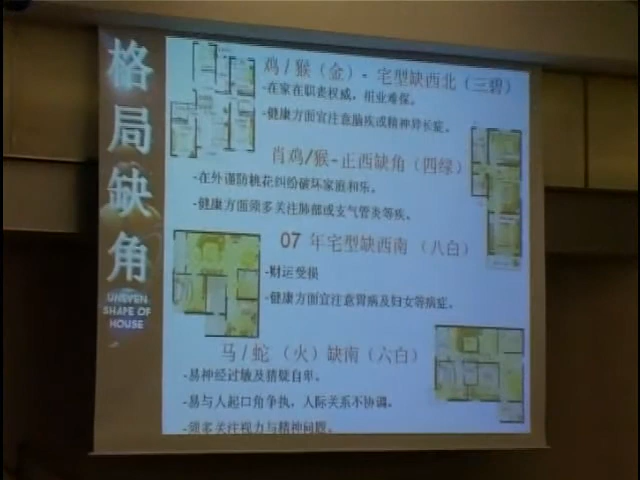 格局缺角
UNEVEN
SHAPE OF
HOUSE
鸡/猴（金）- 宅型缺西北（三碧）
-在家在职丧权威，祖业难保。
-健康方面宜注意脑疾或精神异长症。
肖鸡/猴-正西缺角（四绿）
-在外谨防桃花纠纷破坏家庭和乐。
-健康方面须多关注肺部或支气管炎等疾。
07 年宅型缺西南（八白）
-财运受损
-健康方面宜注意胃病及妇女等病症。
马/蛇（火）缺南（六白）
-易神经过敏及猜疑自卑。
-易与人起口角争执，人际关系不协调。
-须多关注视力与精神问题。